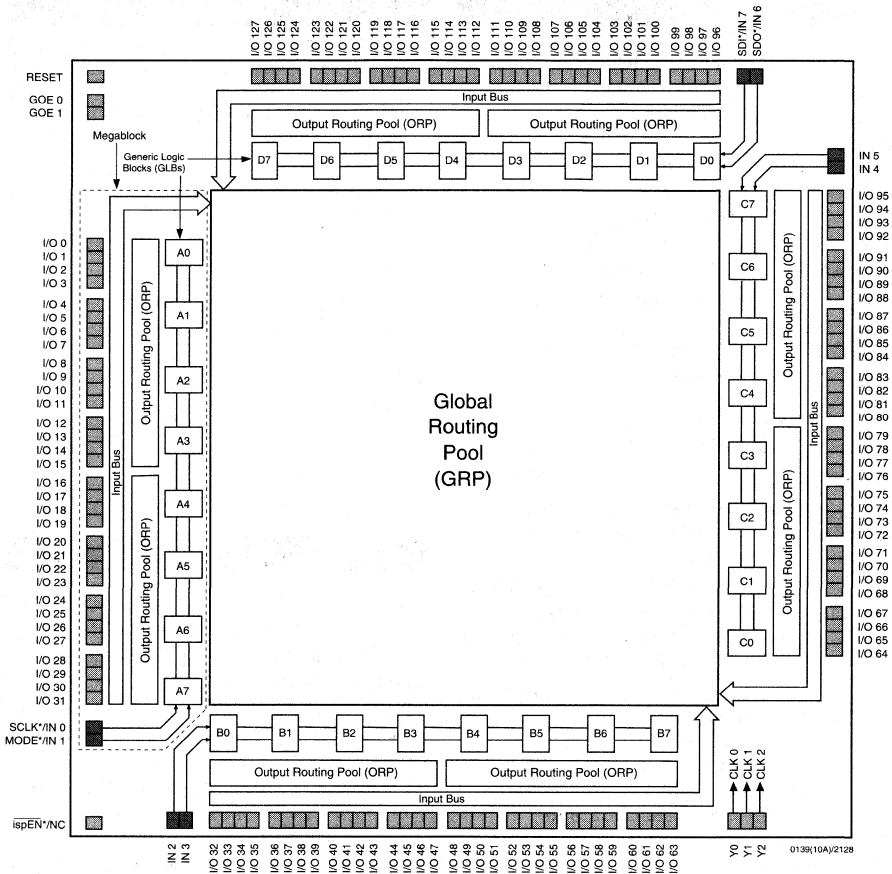 I/O 127
I/O 126
I/O 125
I/O 124
I/O 123
I/O 122
I/O 121
I/O 120
I/O 119
I/O 118
I/O 117
I/O 116
I/O 115
I/O 114
I/O 113
I/O 112
I/O 111
I/O 110
I/O 109
I/O 108
I/O 107
I/O 106
I/O 105
I/O 104
I/O 103
I/O 102
I/O 101
I/O 100
I/O 99
I/O 98
I/O 97
I/O 96
SDI*/IN 7
SDO*/IN 6
RESET
GOE 0
GOE 1
Input Bus
Output Routing Pool (ORP)
Output Routing Pool (ORP)
Megablock
Generic Logic
Blocks (GLBs)
D7
D6
D5
D4
D3
D2
D1
D0
IN 5
IN 4
I/O 0
I/O 1
I/O 2
I/O 3
I/O 4
I/O 5
I/O 6
I/O 7
I/O 8
I/O 9
I/O 10
I/O 11
I/O 12
I/O 13
I/O 14
I/O 15
I/O 16
I/O 17
I/O 18
I/O 19
I/O 20
I/O 21
I/O 22
I/O 23
I/O 24
I/O 25
I/O 26
I/O 27
I/O 28
I/O 29
I/O 30
I/O 31
SCLK*/IN 0
MODE*/IN 1
Input Bus
Output Routing Pool (ORP)
Output Routing Pool (ORP)
A0
A1
A2
A3
A4
A5
A6
A7
Global
Routing
Pool
(GRP)
C7
C6
C5
C4
C3
C2
C1
C0
Output Routing Pool (ORP)
Output Routing Pool (ORP)
Input Bus
I/O 95
I/O 94
I/O 93
I/O 92
I/O 91
I/O 90
I/O 89
I/O 88
I/O 87
I/O 86
I/O 85
I/O 84
I/O 83
I/O 82
I/O 81
I/O 80
I/O 79
I/O 78
I/O 77
I/O 76
I/O 75
I/O 74
I/O 73
I/O 72
I/O 71
I/O 70
I/O 69
I/O 68
I/O 67
I/O 66
I/O 65
I/O 64
B0
B1
B2
B3
B4
B5
B6
B7
Output Routing Pool (ORP)
Output Routing Pool (ORP)
Input Bus
CLK 0
CLK 1
CLK 2
ispEN*/NC
IN 2
IN 3
I/O 32
I/O 33
I/O 34
I/O 35
I/O 36
I/O 37
I/O 38
I/O 39
I/O 40
I/O 41
I/O 42
I/O 43
I/O 44
I/O 45
I/O 46
I/O 47
I/O 48
I/O 49
I/O 50
I/O 51
I/O 52
I/O 53
I/O 54
I/O 55
I/O 56
I/O 57
I/O 58
I/O 59
I/O 60
I/O 61
I/O 62
I/O 63
Y0
Y1
Y2
0139(10A)/2128